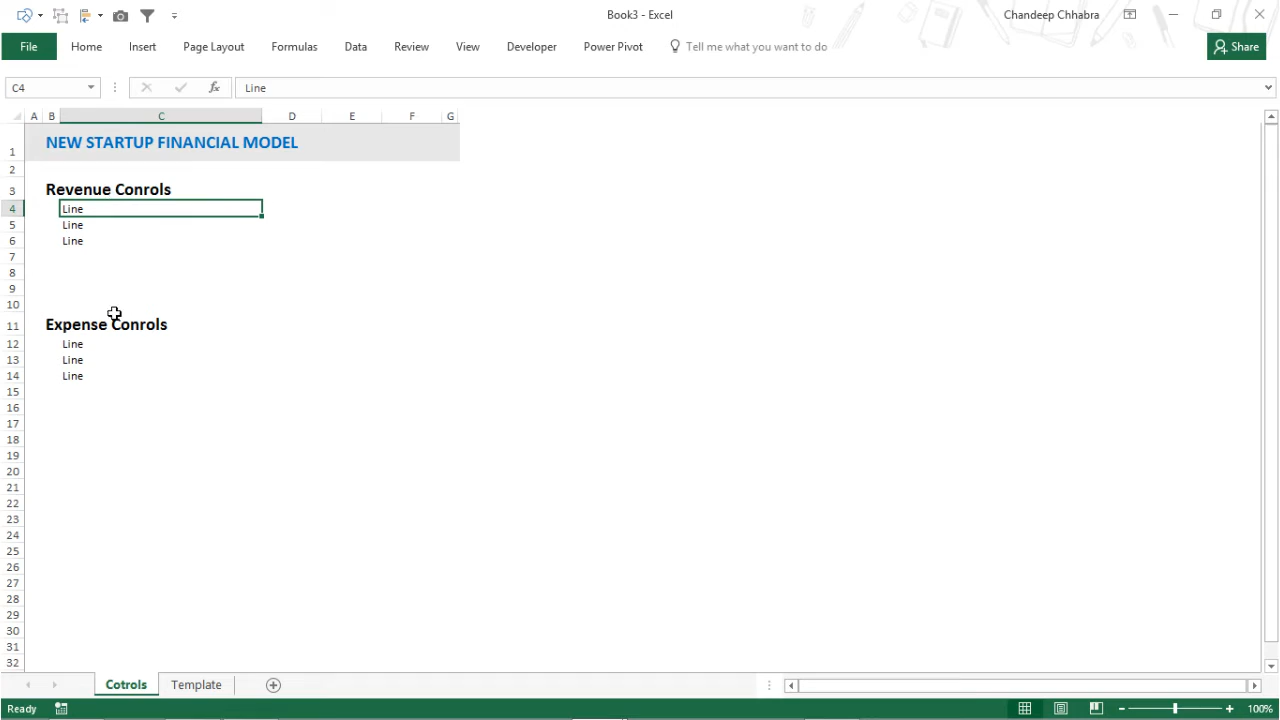 Book3 - Excel
Chandeep Chhabra
File Home Insert Page Layout Formulas Data Review View Developer Power Pivot Tell me what you want to do Share
C4 fx Line
A B C D E F G
1 NEW STARTUP FINANCIAL MODEL
2
3 Revenue Conrols
4 Line
5 Line
6 Line
7
8
9
10
11 Expense Conrols
12 Line
13 Line
14 Line
15
16
17
18
19
20
21
22
23
24
25
26
27
28
29
30
31
32
Cotrols Template
Ready 100%